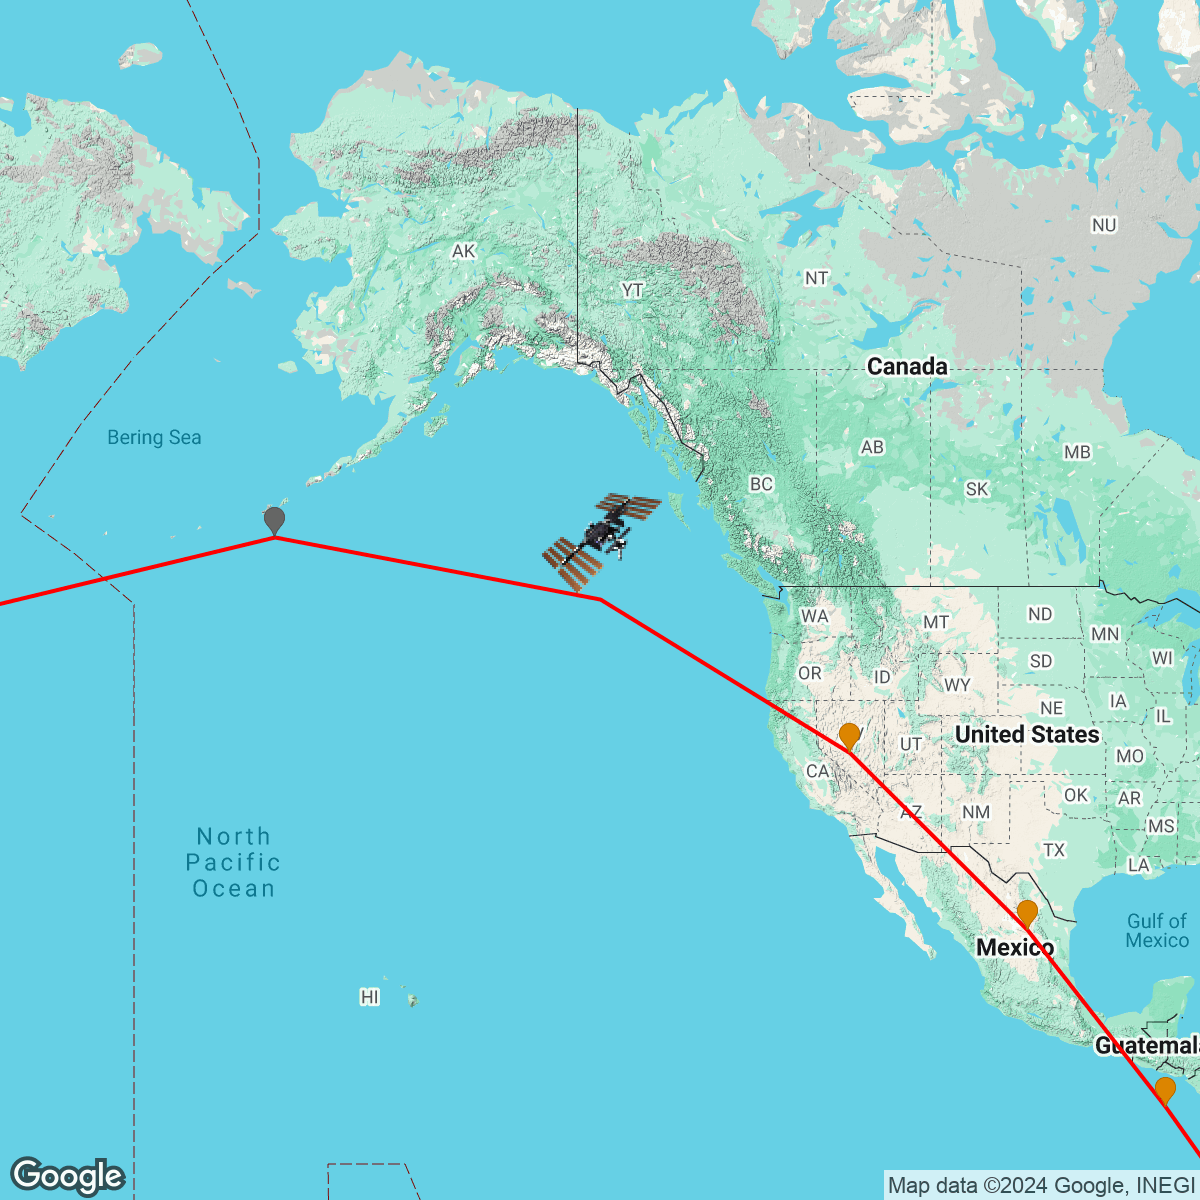 NU
AK
NT
YT
Canada
Bering Sea
AB
MB
BC
SK
WA
MT
ND
MN
WI
OR
ID
SD
WY
NE
IA
IL
United States
UT
MO
CA
OK
AR
AZ
NM
MS
North
Pacific
Ocean
TX
LA
Gulf of
Mexico
Mexico
HI
Guatemala
Google
Map data ©2024 Google, INEGI